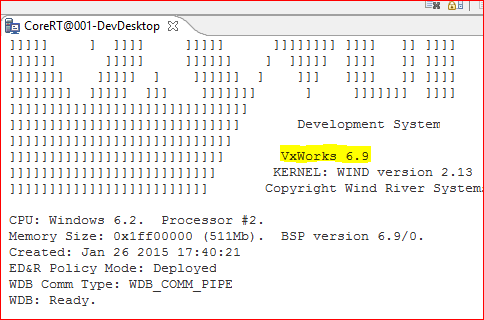 CoreRT@001-DevDesktop
]]]]]      ]  ]]]]      ]]]]]       ]]]]]]]] ]]]]   ]] ]]]]
]]]]]]       ]]]]]      ]]]]]]       ]]]]]]] ]]]]   ]] ]]]]
]]]]]]]     ]]]]]  ]     ]]]]]]  ]     ]]]   ]]]]   ]] ]]]]
]]]]]]]]  ]]]]]  ]]]   ]]]]]]]]       ]      ]]]]]]]  ]]]]
]]]]]]]]]]]]]]]]]]]]]]]]]]]]]]
]]]]]]]]]]]]]]]]]]]]]]]]]]]]]       Development System
]]]]]]]]]]]]]]]]]]]]]]]]]]]]
]]]]]]]]]]]]]]]]]]]]]]]]]]]       VxWorks 6.9
]]]]]]]]]]]]]]]]]]]]]]]]]]       KERNEL: WIND version 2.13
]]]]]]]]]]]]]]]]]]]]]]]]]       Copyright Wind River Systems
CPU: Windows 6.2.  Processor #2.
Memory Size: 0x1ff00000 (511Mb).  BSP version 6.9/0.
Created: Jan 26 2015 17:40:21
ED&R Policy Mode: Deployed
WDB Comm Type: WDB_COMM_PIPE
WDB: Ready.